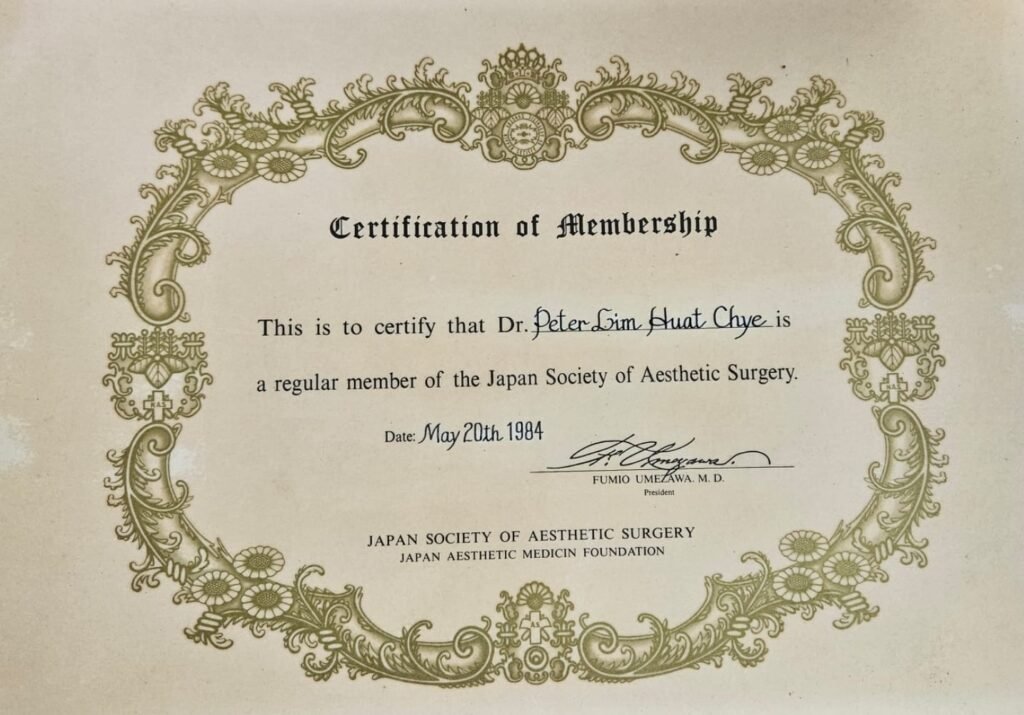 Certification of Membership
This is to certify that Dr. Peter Lim Huat Chye is
a regular member of the Japan Society of Aesthetic Surgery.
Date: May 20th 1984
FUMIO UMEZAWA. M. D.
President
JAPAN SOCIETY OF AESTHETIC SURGERY
JAPAN AESTHETIC MEDICIN FOUNDATION